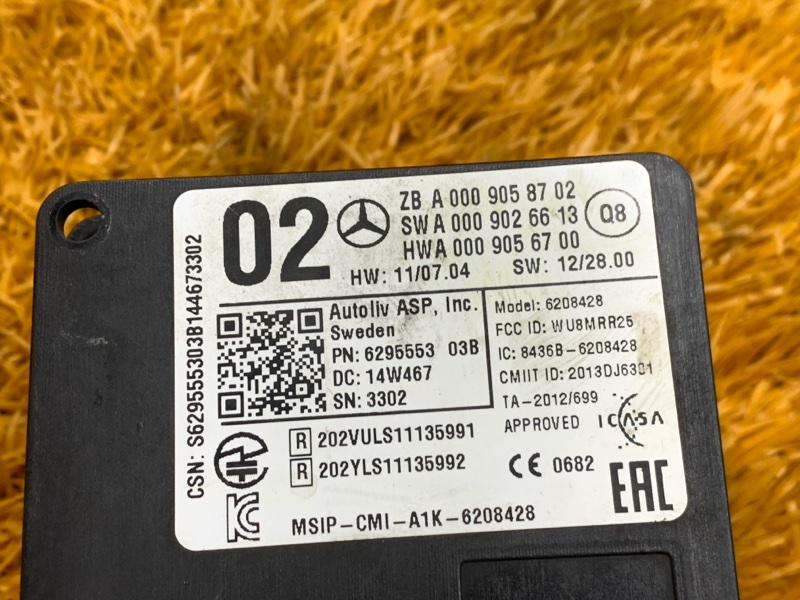 02
ZB A 000 905 87 02
SW A 000 902 66 13
HW A 000 905 67 00
Q8
HW: 11/07.04 SW: 12/28.00
CSN: S629555303B144673302
Autoliv ASP, Inc.
Sweden
PN: 6295553 03B
DC: 14W467
SN: 3302
Model: 6208428
FCC ID: WU8MRR25
IC: 8436B-6208428
CMIIT ID: 2013DJ6301
TA-2012/699
APPROVED ICASA
R 202VULS11135991
R 202YLS11135992
CE 0682
EAC
KC
MSIP-CMI-A1K-6208428